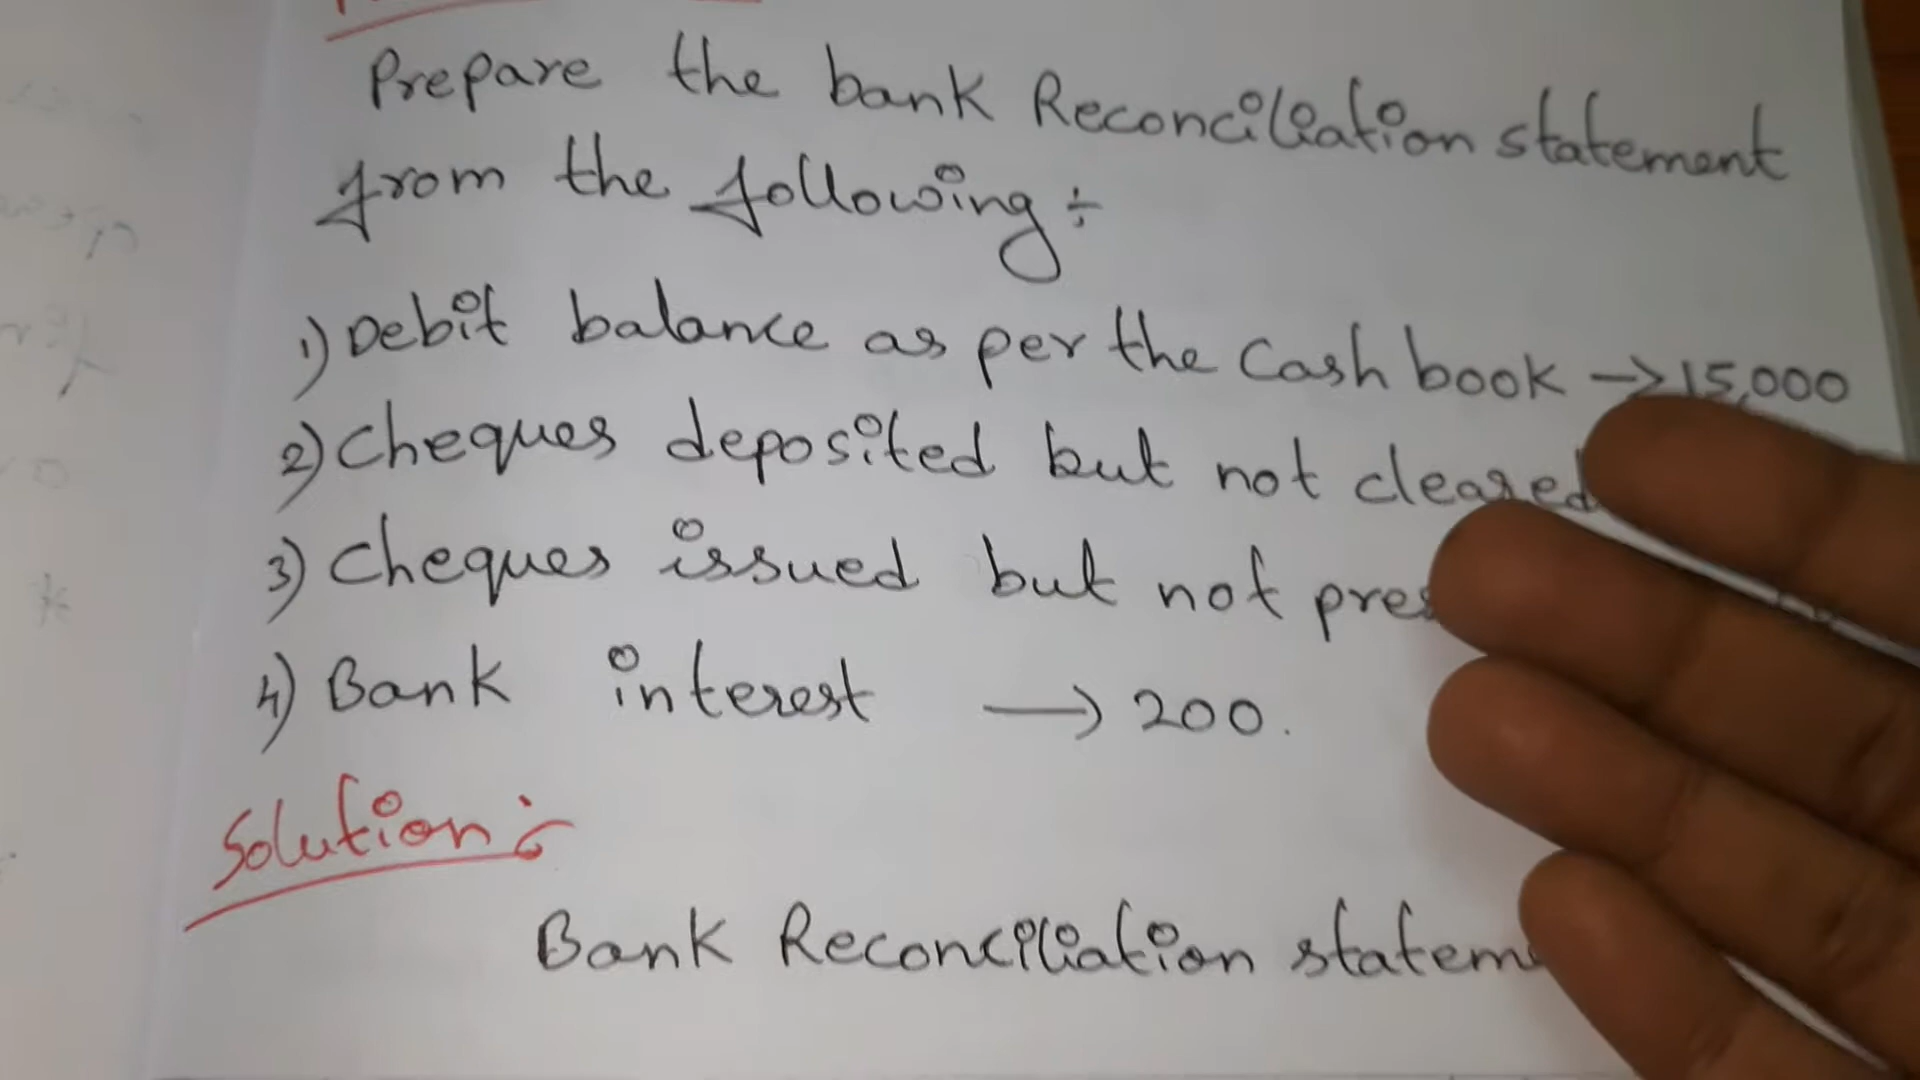 Prepare the bank Reconciliation statement
from the following :-
1) Debit balance as per the Cash book → 15,000
2) Cheques deposited but not cleared
3) Cheques issued but not
4) Bank interest → 200.
Solution :-
Bank Reconciliation